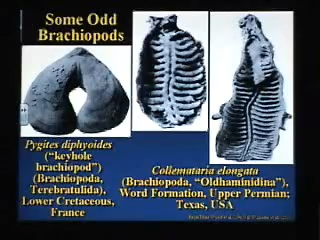 Some Odd
Brachiopods
Pygites diphyoides
("keyhole
brachiopod")
(Brachiopoda,
Terebratulida),
Lower Cretaceous,
France
Collemataria elongata
(Brachiopoda, "Oldhaminidina"),
Word Formation, Upper Permian;
Texas, USA